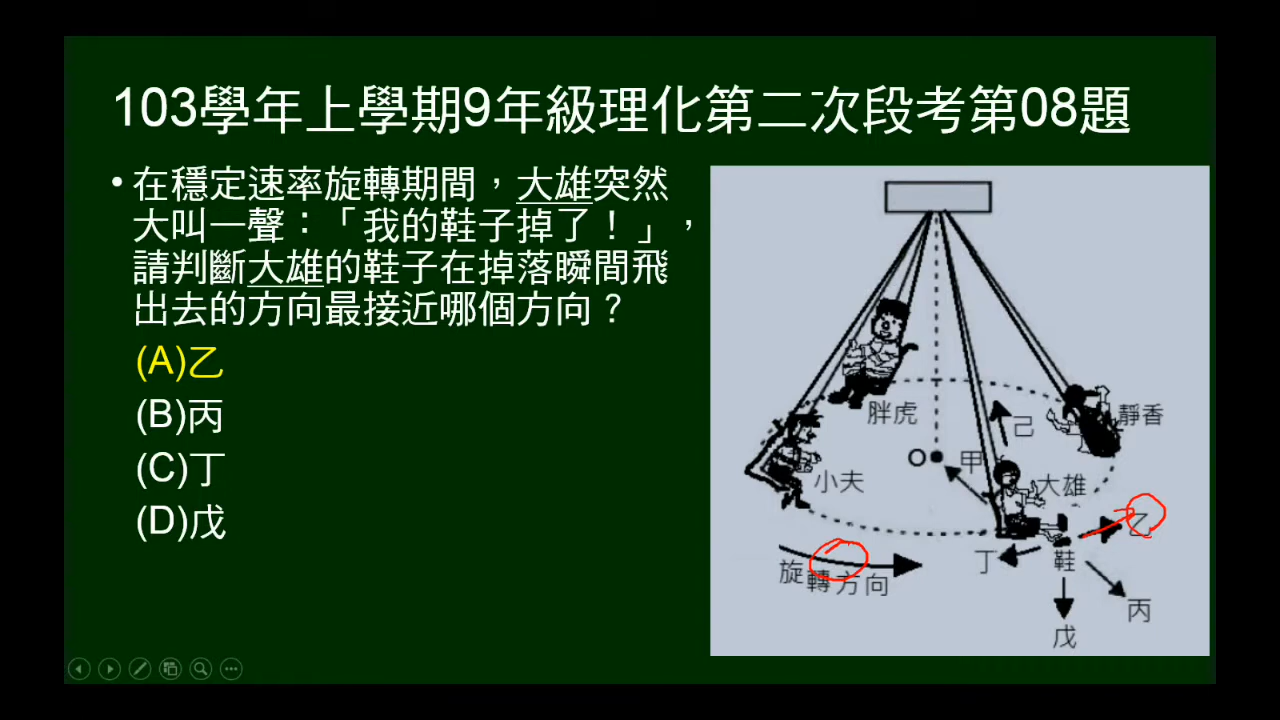 103學年上學期9年級理化第二次段考第08題
•在穩定速率旋轉期間，大雄突然
大叫一聲：「我的鞋子掉了！」，
請判斷大雄的鞋子在掉落瞬間飛
出去的方向最接近哪個方向？
(A)乙
(B)丙
(C)丁
(D)戊
胖虎
靜香
己
O
甲
小夫
大雄
乙
丁
鞋
旋轉方向
丙
戊